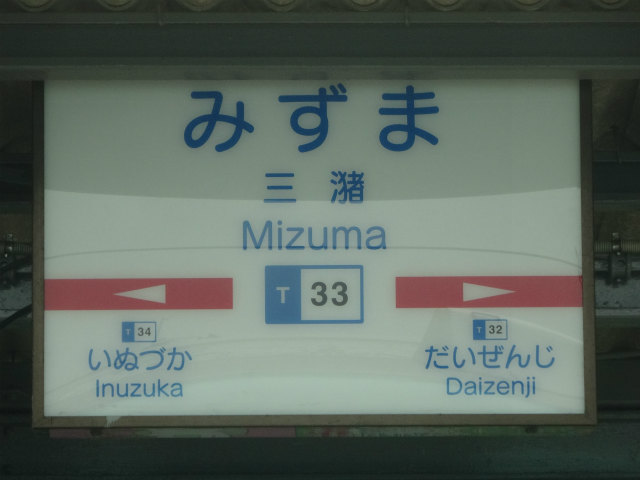 みずま
三潴
Mizuma
T 33
T 34
いぬづか
Inuzuka
T 32
だいぜんじ
Daizenji